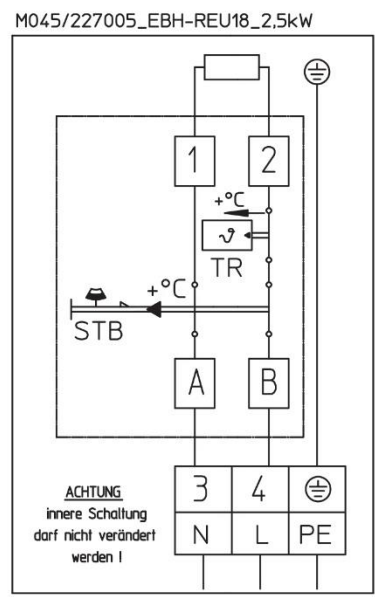 M045/227005_EBH-REU18_2,5kW
1 2
+°C
ϑ
TR
+°C
STB
A B
3 4
N L PE
ACHTUNG
innere Schaltung
darf nicht verändert
werden !